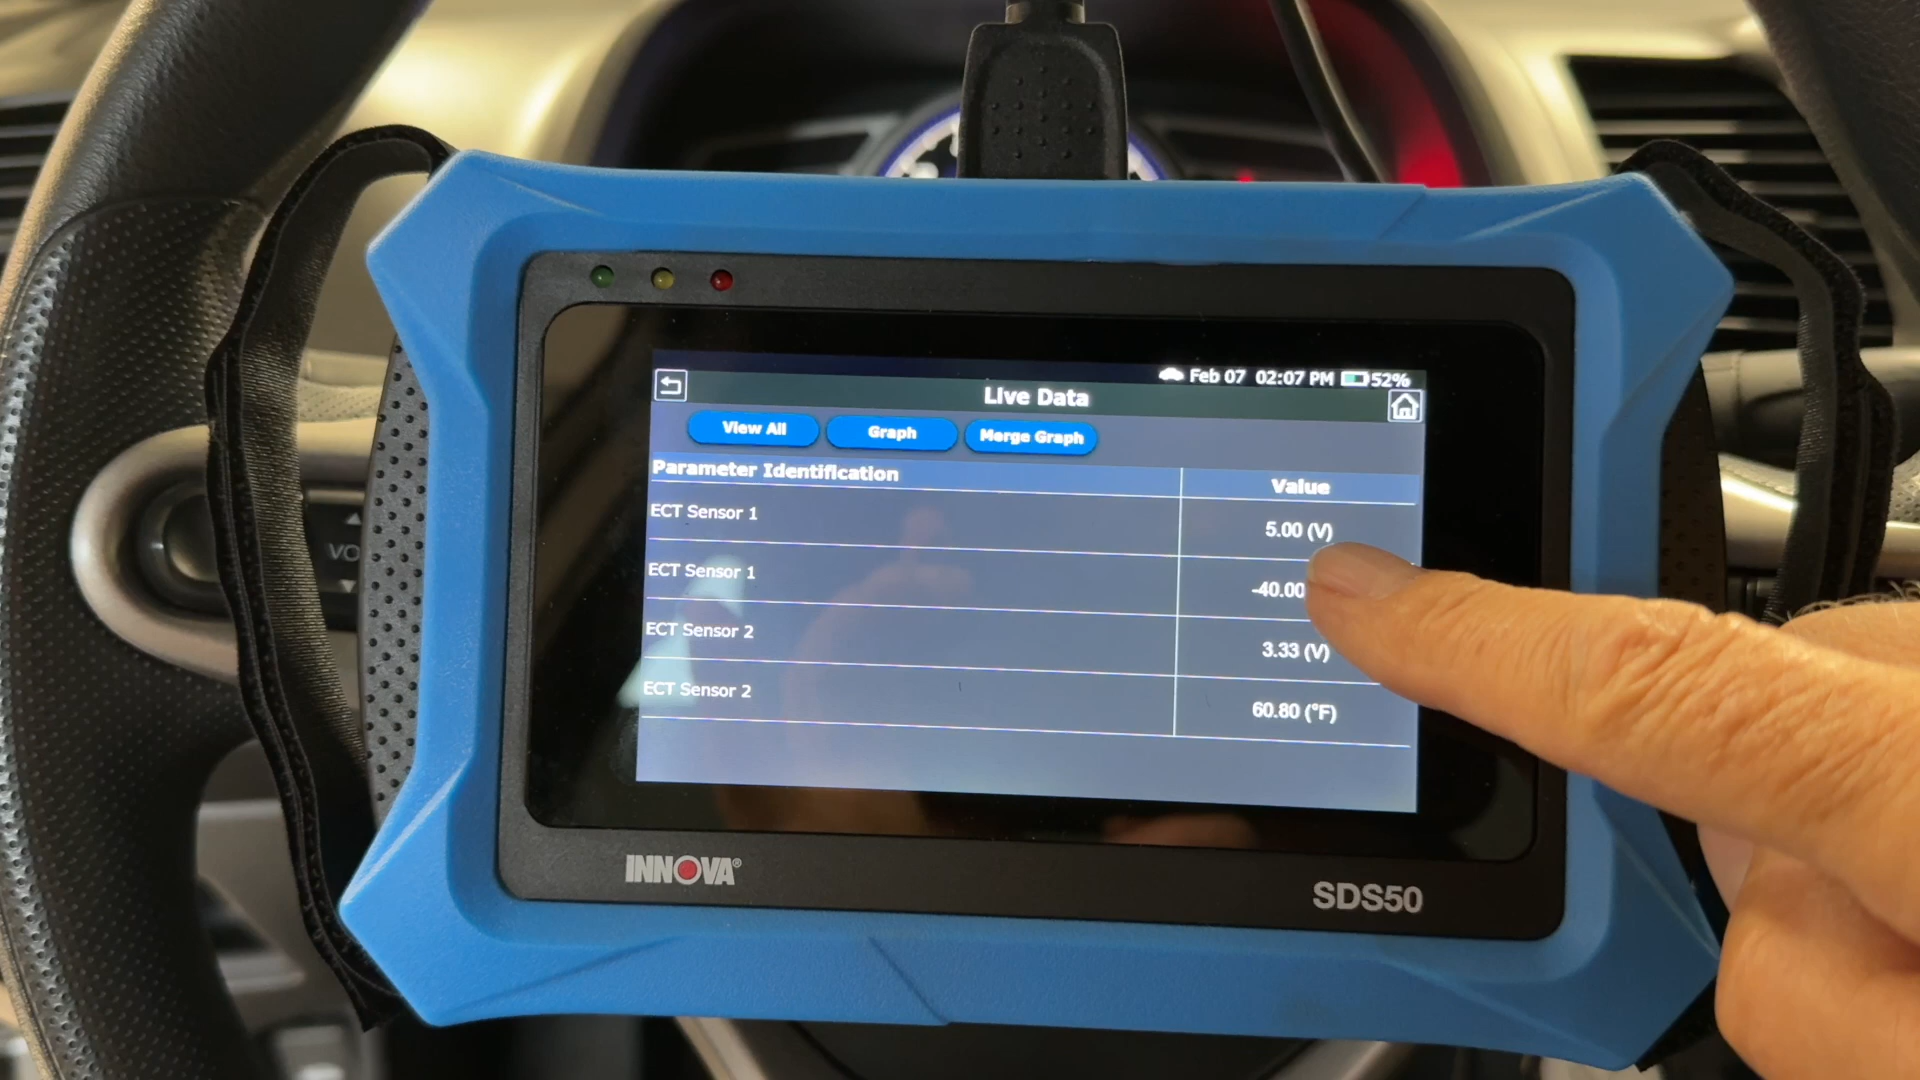 Feb 07 02:07 PM 52%
Live Data
View All Graph Merge Graph
Parameter Identification Value
ECT Sensor 1 5.00 (V)
ECT Sensor 1 -40.00
ECT Sensor 2 3.33 (V)
ECT Sensor 2 60.80 (°F)
INNOVA®
SDS50
VO